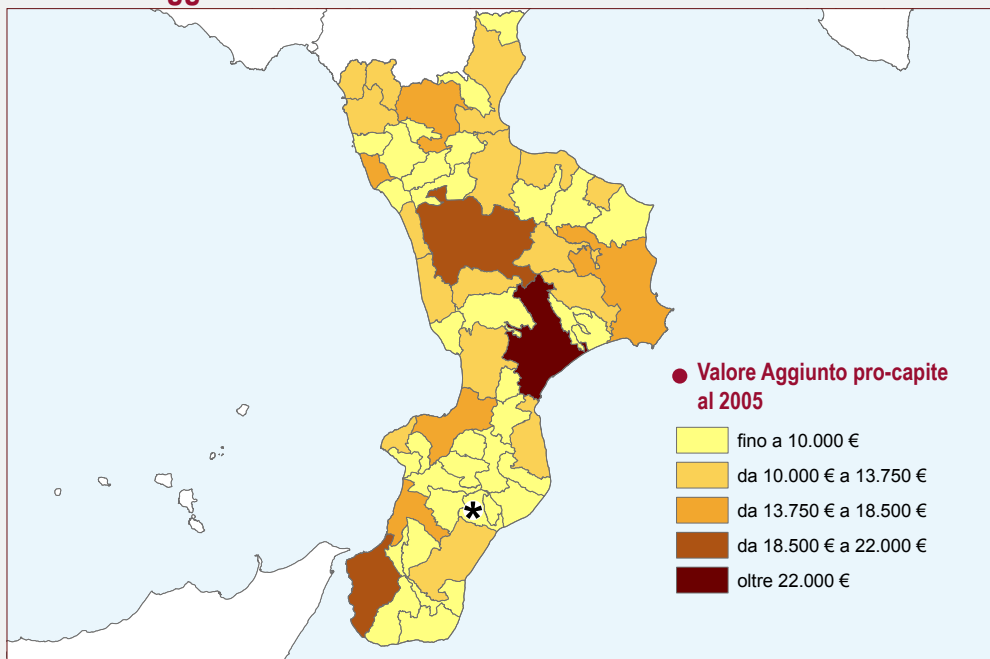 Valore Aggiunto pro-capite
al 2005
fino a 10.000 €
da 10.000 € a 13.750 €
da 13.750 € a 18.500 €
da 18.500 € a 22.000 €
oltre 22.000 €
*